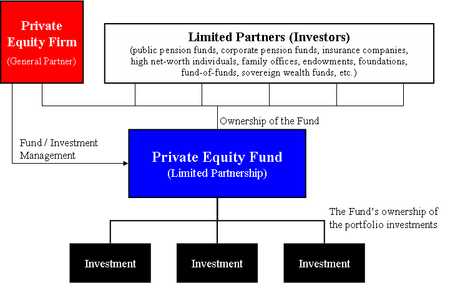 Private
Equity Firm
(General Partner)
Limited Partners (Investors)
(public pension funds, corporate pension funds, insurance companies,
high net-worth individuals, family offices, endowments, foundations,
fund-of-funds, sovereign wealth funds, etc.)
Ownership of the Fund
Fund / Investment
Management
Private Equity Fund
(Limited Partnership)
The Fund's ownership of
the portfolio investments
Investment
Investment
Investment